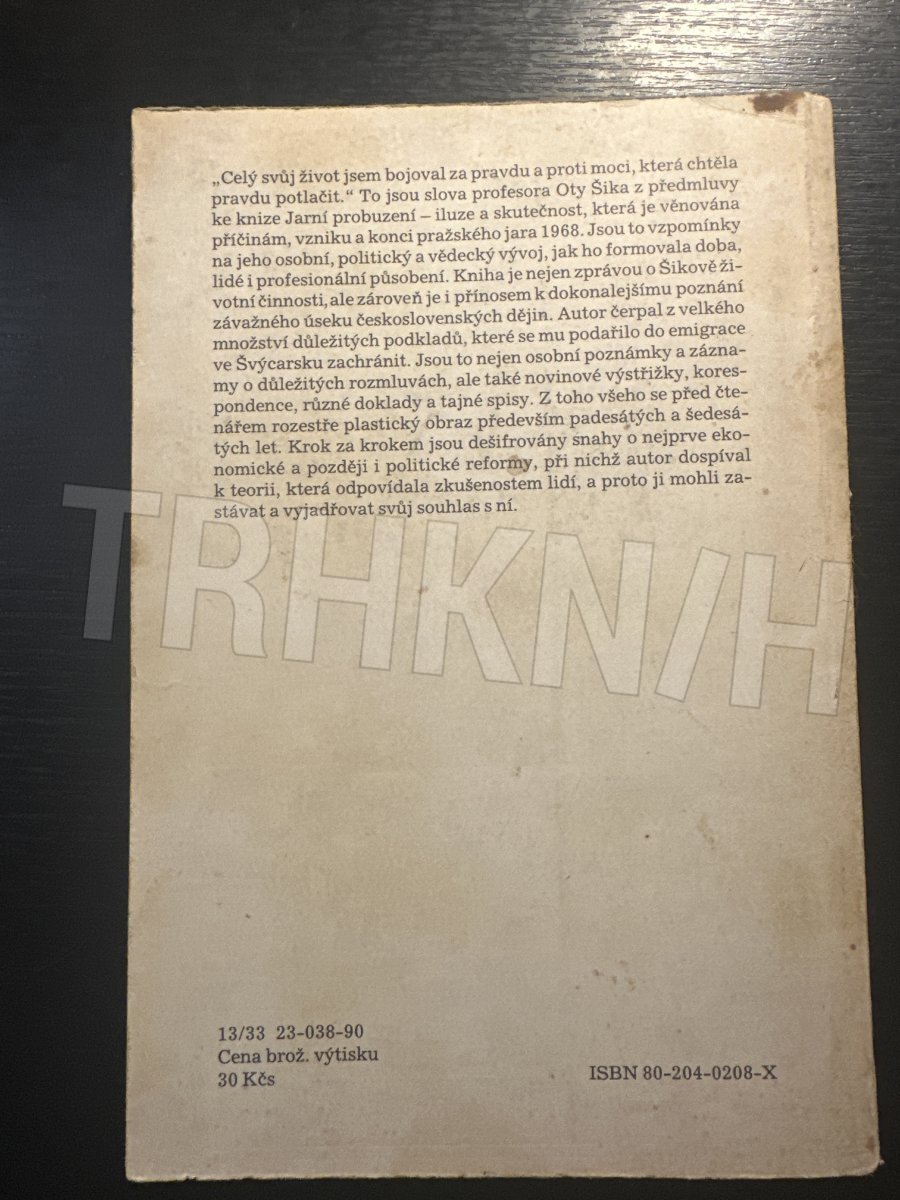 „Celý svůj život jsem bojoval za pravdu a proti moci, která chtěla
pravdu potlačit.“ To jsou slova profesora Oty Šika z předmluvy
ke knize Jarní probuzení – iluze a skutečnost, která je věnována
příčinám, vzniku a konci pražského jara 1968. Jsou to vzpomínky
na jeho osobní, politický a vědecký vývoj, jak ho formovala doba,
lidé i profesionální působení. Kniha je nejen zprávou o Šikově ži-
votní činnosti, ale zároveň je i přínosem k dokonalejšímu poznání
závažného úseku československých dějin. Autor čerpal z velkého
množství důležitých podkladů, které se mu podařilo do emigrace
ve Švýcarsku zachránit. Jsou to nejen osobní poznámky a zázna-
my o důležitých rozmluvách, ale také novinové výstřižky, kores-
pondence, různé doklady a tajné spisy. Z toho všeho se před čte-
nářem rozestře plastický obraz především padesátých a šedesá-
tých let. Krok za krokem jsou dešifrovány snahy o nejprve eko-
nomické a později i politické reformy, při nichž autor dospíval
k teorii, která odpovídala zkušenostem lidí, a proto ji mohli za-
stávat a vyjadřovat svůj souhlas s ní.
TRHKN/H
13/33 23-038-90
Cena brož. výtisku
30 Kčs
ISBN 80-204-0208-X